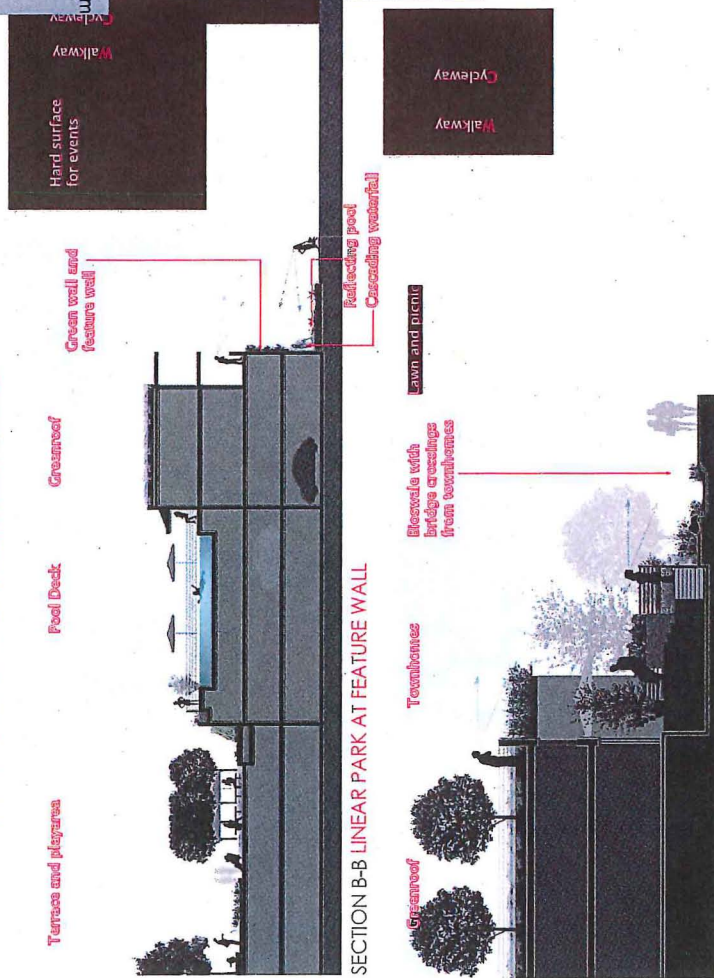 Terrace and playarea
Pool Deck
Greenroof
Green wall and
feature wall
Hard surface
for events
Walkway
Cycleway
Reflecting pool
Cascading waterfall
SECTION B-B LINEAR PARK AT FEATURE WALL
Greenroof
Townhomes
Bioswale with
bridge crossings
from townhomes
Lawn and picnic
Walkway
Cycleway